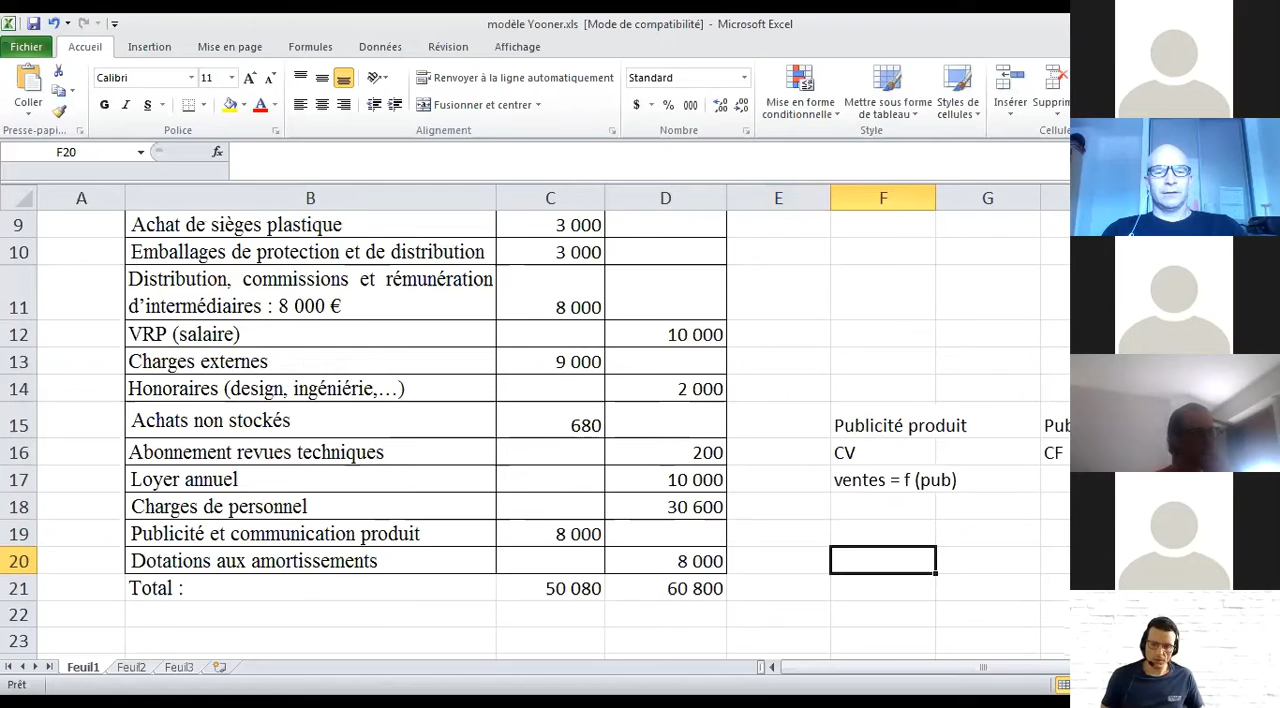 modèle Yooner.xls [Mode de compatibilité] - Microsoft Excel
Fichier Accueil Insertion Mise en page Formules Données Révision Affichage
Calibri 11 Renvoyer à la ligne automatiquement Standard
Coller G I S Fusionner et centrer $ % 000 Mise en forme conditionnelle Mettre sous forme de tableau Styles de cellules Insérer Supprim
Presse-papi... Police Alignement Nombre Style Cellule
F20 fx
A B C D E F G
9 Achat de sièges plastique 3 000
10 Emballages de protection et de distribution 3 000
Distribution, commissions et rémunération
11 d’intermédiaires : 8 000 € 8 000
12 VRP (salaire) 10 000
13 Charges externes 9 000
14 Honoraires (design, ingéniérie,…) 2 000
15 Achats non stockés 680 Publicité produit Pub
16 Abonnement revues techniques 200 CV CF
17 Loyer annuel 10 000 ventes = f (pub)
18 Charges de personnel 30 600
19 Publicité et communication produit 8 000
20 Dotations aux amortissements 8 000
21 Total : 50 080 60 800
22
23
Feuil1 Feuil2 Feuil3
Prêt